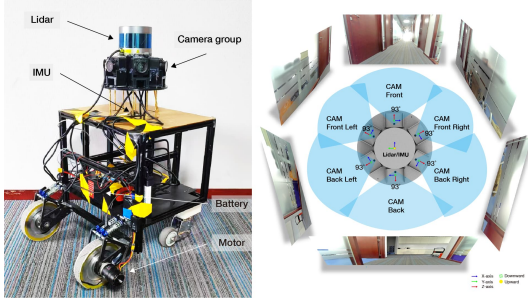 Lidar
Camera group
IMU
Battery
Motor
CAM
Front
CAM
Front Left
CAM
Front Right
93°
93°
93°
93°
93°
93°
Lidar/IMU
CAM
Back Left
CAM
Back Right
CAM
Back
X-axis
Y-axis
Z-axis
Downward
Upward